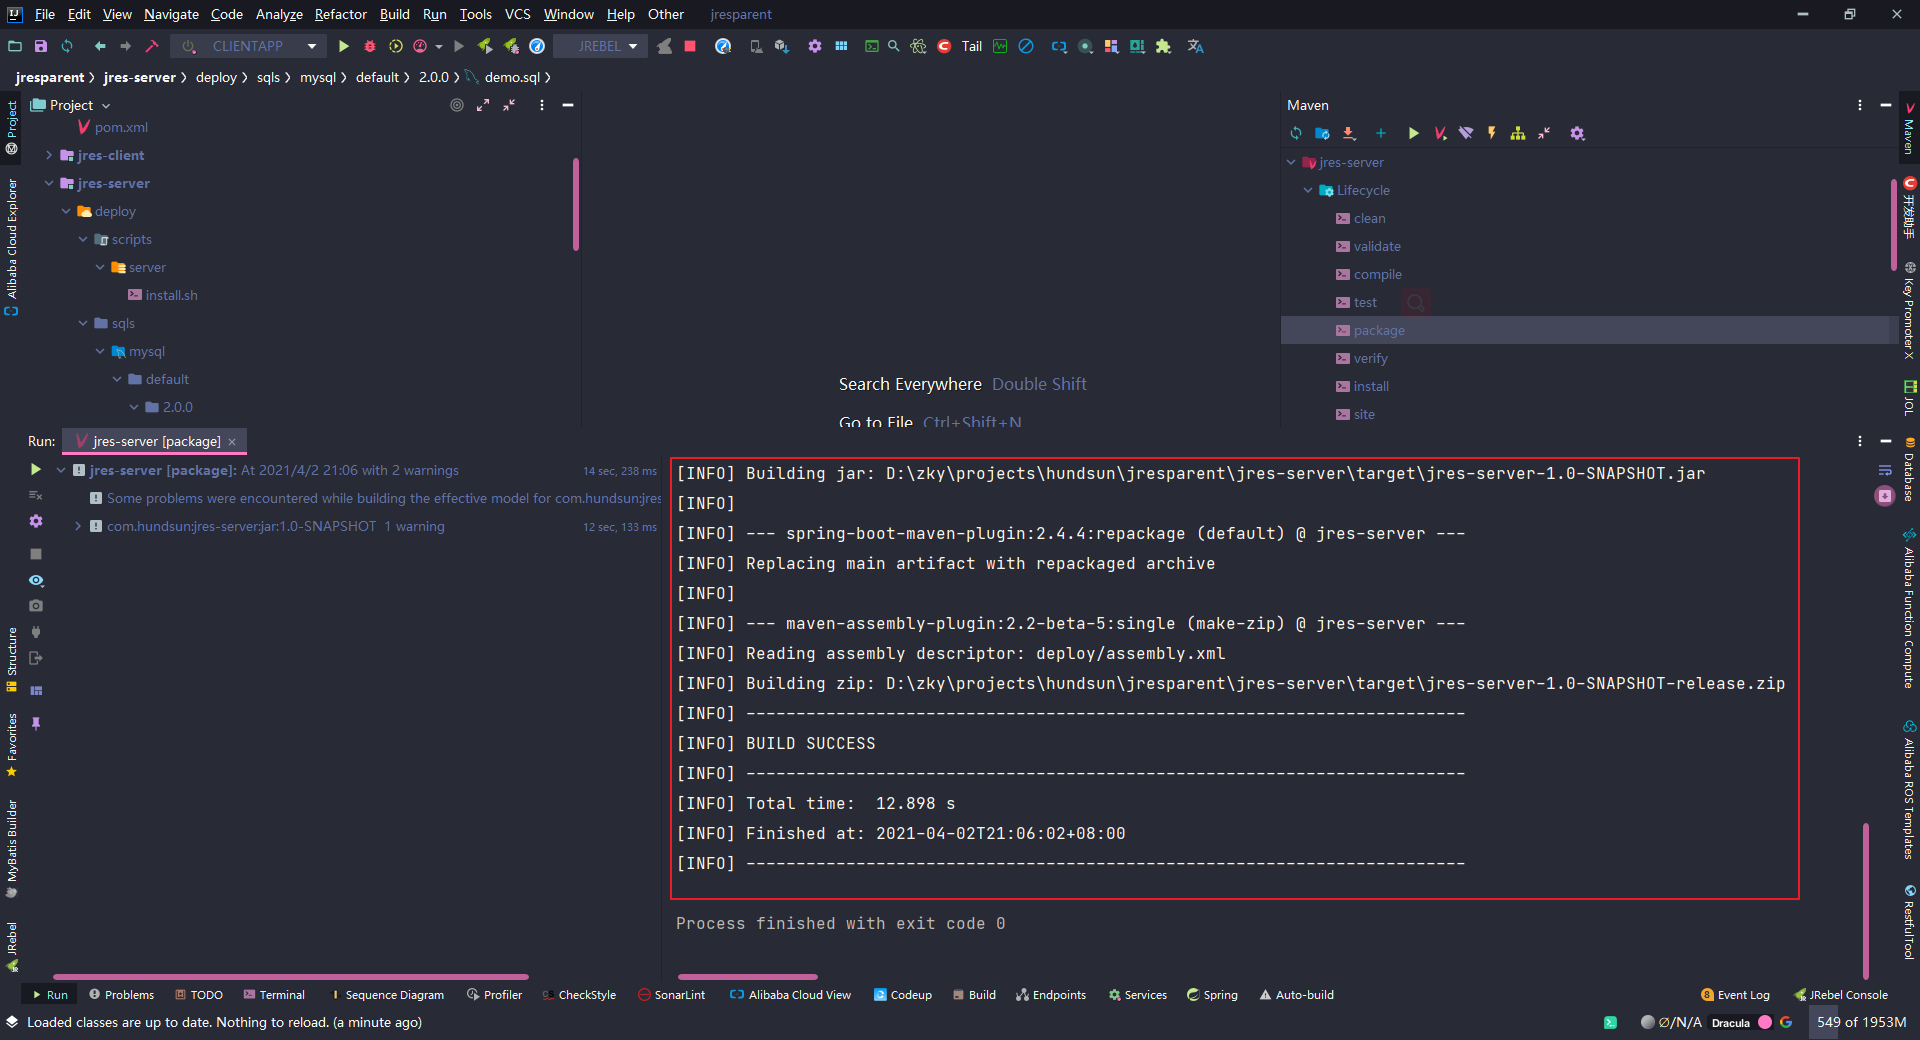 File Edit View Navigate Code Analyze Refactor Build Run Tools VCS Window Help Other jresparent
CLIENTAPP JREBEL Tail
jresparent jres-server deploy sqls mysql default 2.0.0 demo.sql
Project
pom.xml
jres-client
jres-server
deploy
scripts
server
install.sh
sqls
mysql
default
2.0.0
Search Everywhere Double Shift
Go to File Ctrl+Shift+N
Maven
jres-server
Lifecycle
clean
validate
compile
test
package
verify
install
site
Project
Alibaba Cloud Explorer
Structure
Favorites
MyBatis Builder
JRebel
Maven
开发助手
Key Promoter X
JOL
Database
Alibaba Function Compute
Alibaba ROS Templates
RestfulTool
Run: jres-server [package]
jres-server [package]: At 2021/4/2 21:06 with 2 warnings 14 sec, 238 ms
Some problems were encountered while building the effective model for com.hundsun:jres
com.hundsun:jres-server:jar:1.0-SNAPSHOT 1 warning 12 sec, 133 ms
[INFO] Building jar: D:\zky\projects\hundsun\jresparent\jres-server\target\jres-server-1.0-SNAPSHOT.jar
[INFO]
[INFO] --- spring-boot-maven-plugin:2.4.4:repackage (default) @ jres-server ---
[INFO] Replacing main artifact with repackaged archive
[INFO]
[INFO] --- maven-assembly-plugin:2.2-beta-5:single (make-zip) @ jres-server ---
[INFO] Reading assembly descriptor: deploy/assembly.xml
[INFO] Building zip: D:\zky\projects\hundsun\jresparent\jres-server\target\jres-server-1.0-SNAPSHOT-release.zip
[INFO] ------------------------------------------------------------------------
[INFO] BUILD SUCCESS
[INFO] ------------------------------------------------------------------------
[INFO] Total time:  12.898 s
[INFO] Finished at: 2021-04-02T21:06:02+08:00
[INFO] ------------------------------------------------------------------------
Process finished with exit code 0
Run Problems TODO Terminal Sequence Diagram Profiler CheckStyle SonarLint Alibaba Cloud View Codeup Build Endpoints Services Spring Auto-build 8 Event Log JRebel Console
Loaded classes are up to date. Nothing to reload. (a minute ago) Ø/N/A Dracula 549 of 1953M